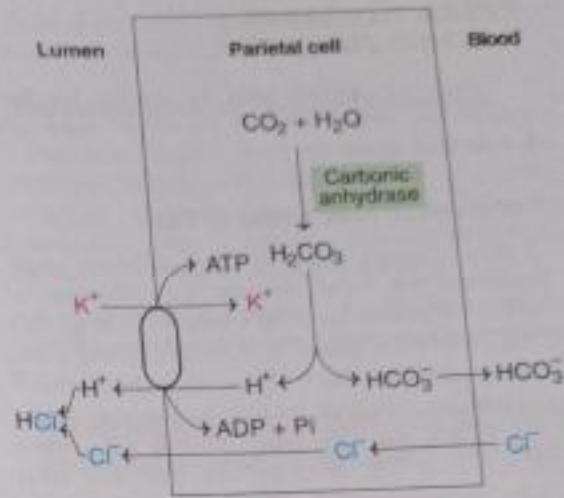 Lumen
Parietal cell
Blood
CO₂ + H₂O
Carbonic
anhydrase
ATP
H₂CO₃
K⁺
K⁺
H⁺
H⁺
HCO₃⁻
HCO₃⁻
HCl
ADP + Pi
Cl⁻
Cl⁻
Cl⁻